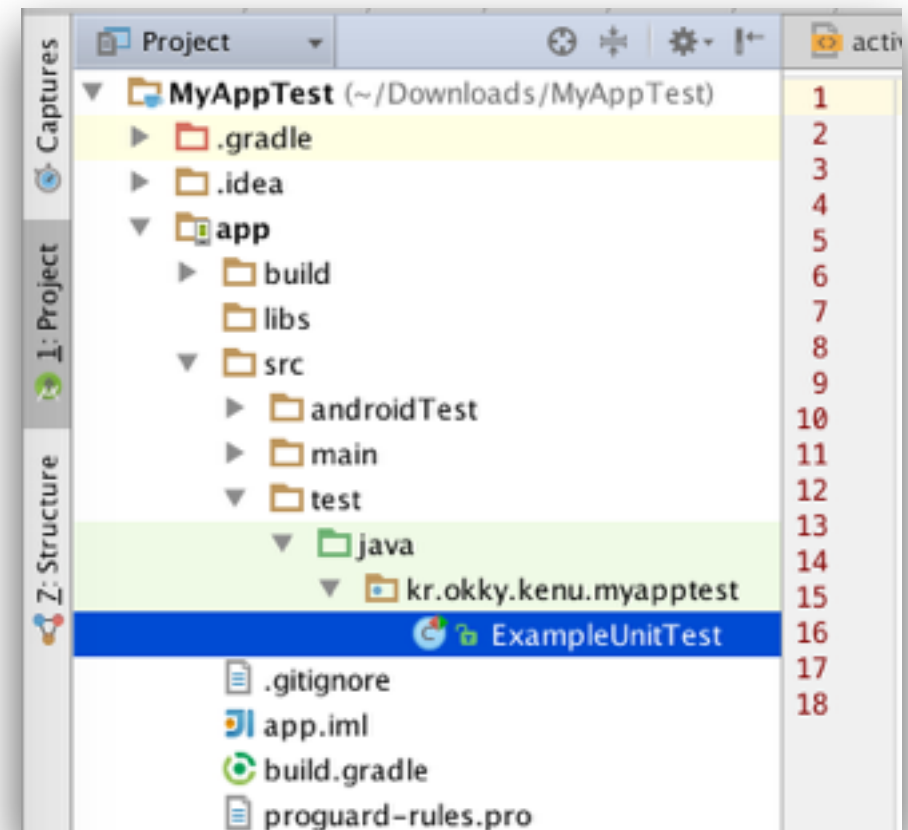 Captures
1: Project
Z: Structure
Project
MyAppTest (~/Downloads/MyAppTest)
.gradle
.idea
app
build
libs
src
androidTest
main
test
java
kr.okky.kenu.myapptest
ExampleUnitTest
.gitignore
app.iml
build.gradle
proguard-rules.pro
activ
1
2
3
4
5
6
7
8
9
10
11
12
13
14
15
16
17
18